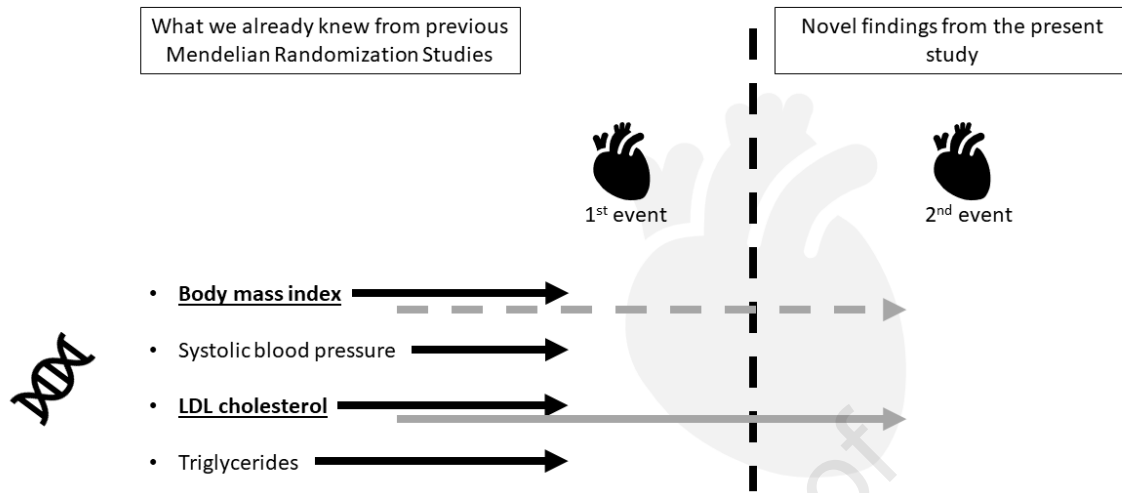 What we already knew from previous
Mendelian Randomization Studies
Novel findings from the present
study
1st event
2nd event
• Body mass index
• Systolic blood pressure
• LDL cholesterol
• Triglycerides
of